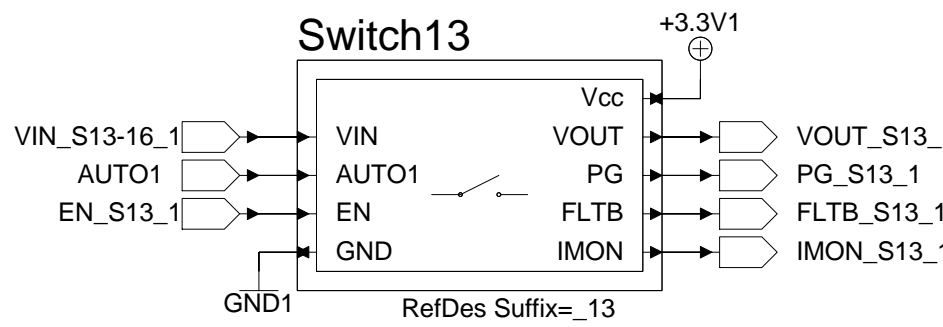 +3.3V1
Switch13
Vcc
VIN_S13-16_1 VIN VOUT VOUT_S13_
AUTO1 AUTO1 PG PG_S13_1
EN_S13_1 EN FLTB FLTB_S13_1
GND IMON IMON_S13_1
GND1
RefDes Suffix=_13